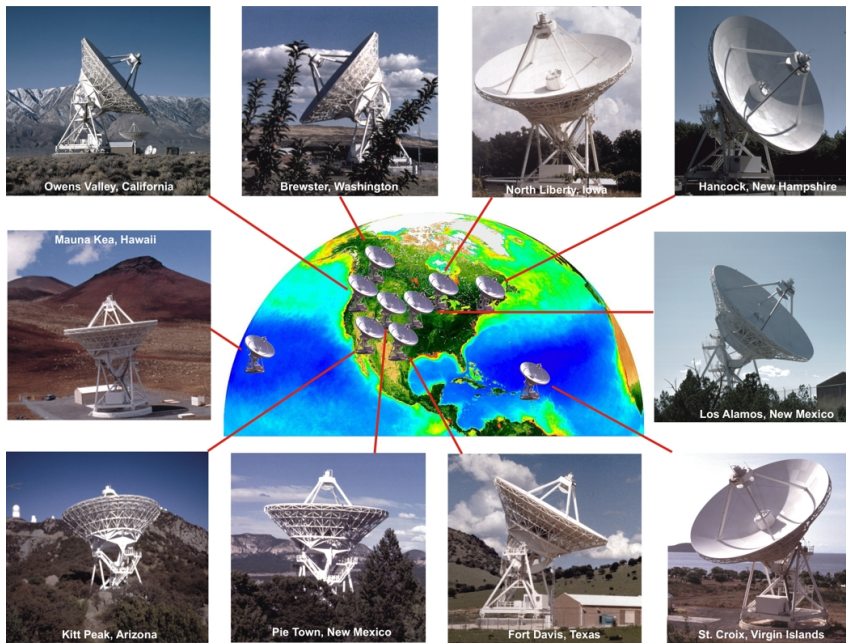 Owens Valley, California
Brewster, Washington
North Liberty, Iowa
Hancock, New Hampshire
Mauna Kea, Hawaii
Los Alamos, New Mexico
Kitt Peak, Arizona
Pie Town, New Mexico
Fort Davis, Texas
St. Croix, Virgin Islands